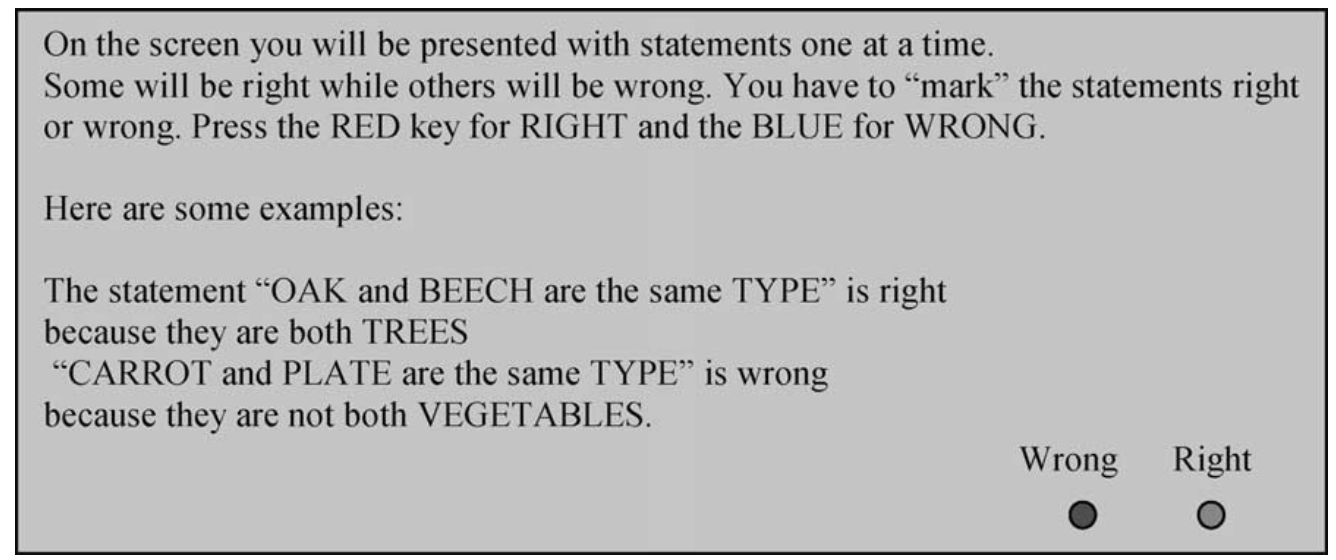 On the screen you will be presented with statements one at a time.
Some will be right while others will be wrong. You have to “mark” the statements right
or wrong. Press the RED key for RIGHT and the BLUE for WRONG.
Here are some examples:
The statement “OAK and BEECH are the same TYPE” is right
because they are both TREES
“CARROT and PLATE are the same TYPE” is wrong
because they are not both VEGETABLES.
Wrong Right